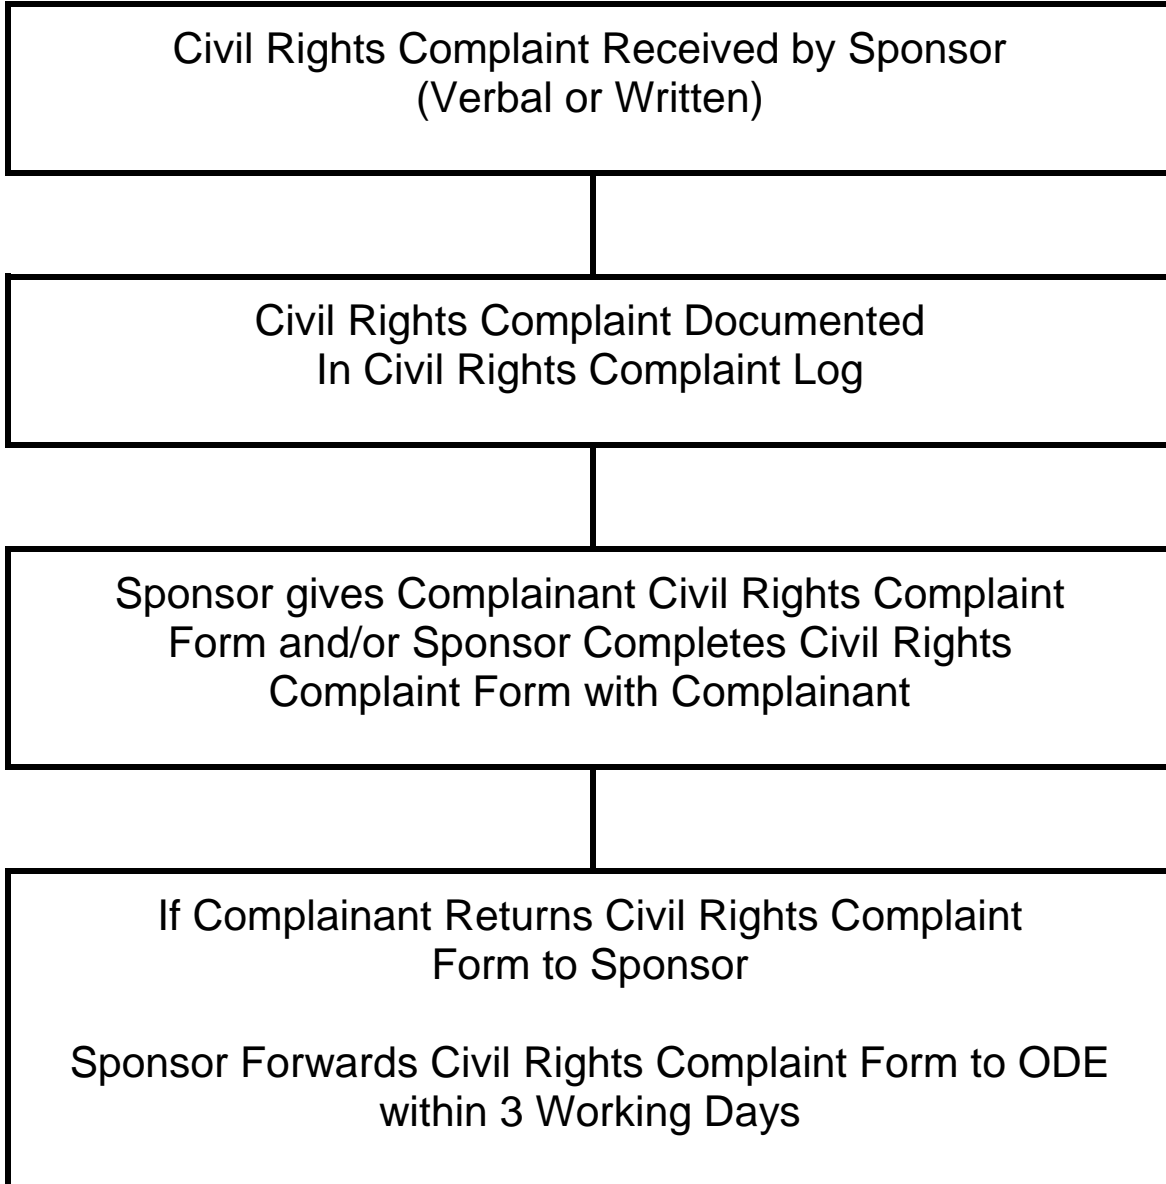 Civil Rights Complaint Received by Sponsor
(Verbal or Written)
Civil Rights Complaint Documented
In Civil Rights Complaint Log
Sponsor gives Complainant Civil Rights Complaint
Form and/or Sponsor Completes Civil Rights
Complaint Form with Complainant
If Complainant Returns Civil Rights Complaint
Form to Sponsor
Sponsor Forwards Civil Rights Complaint Form to ODE
within 3 Working Days